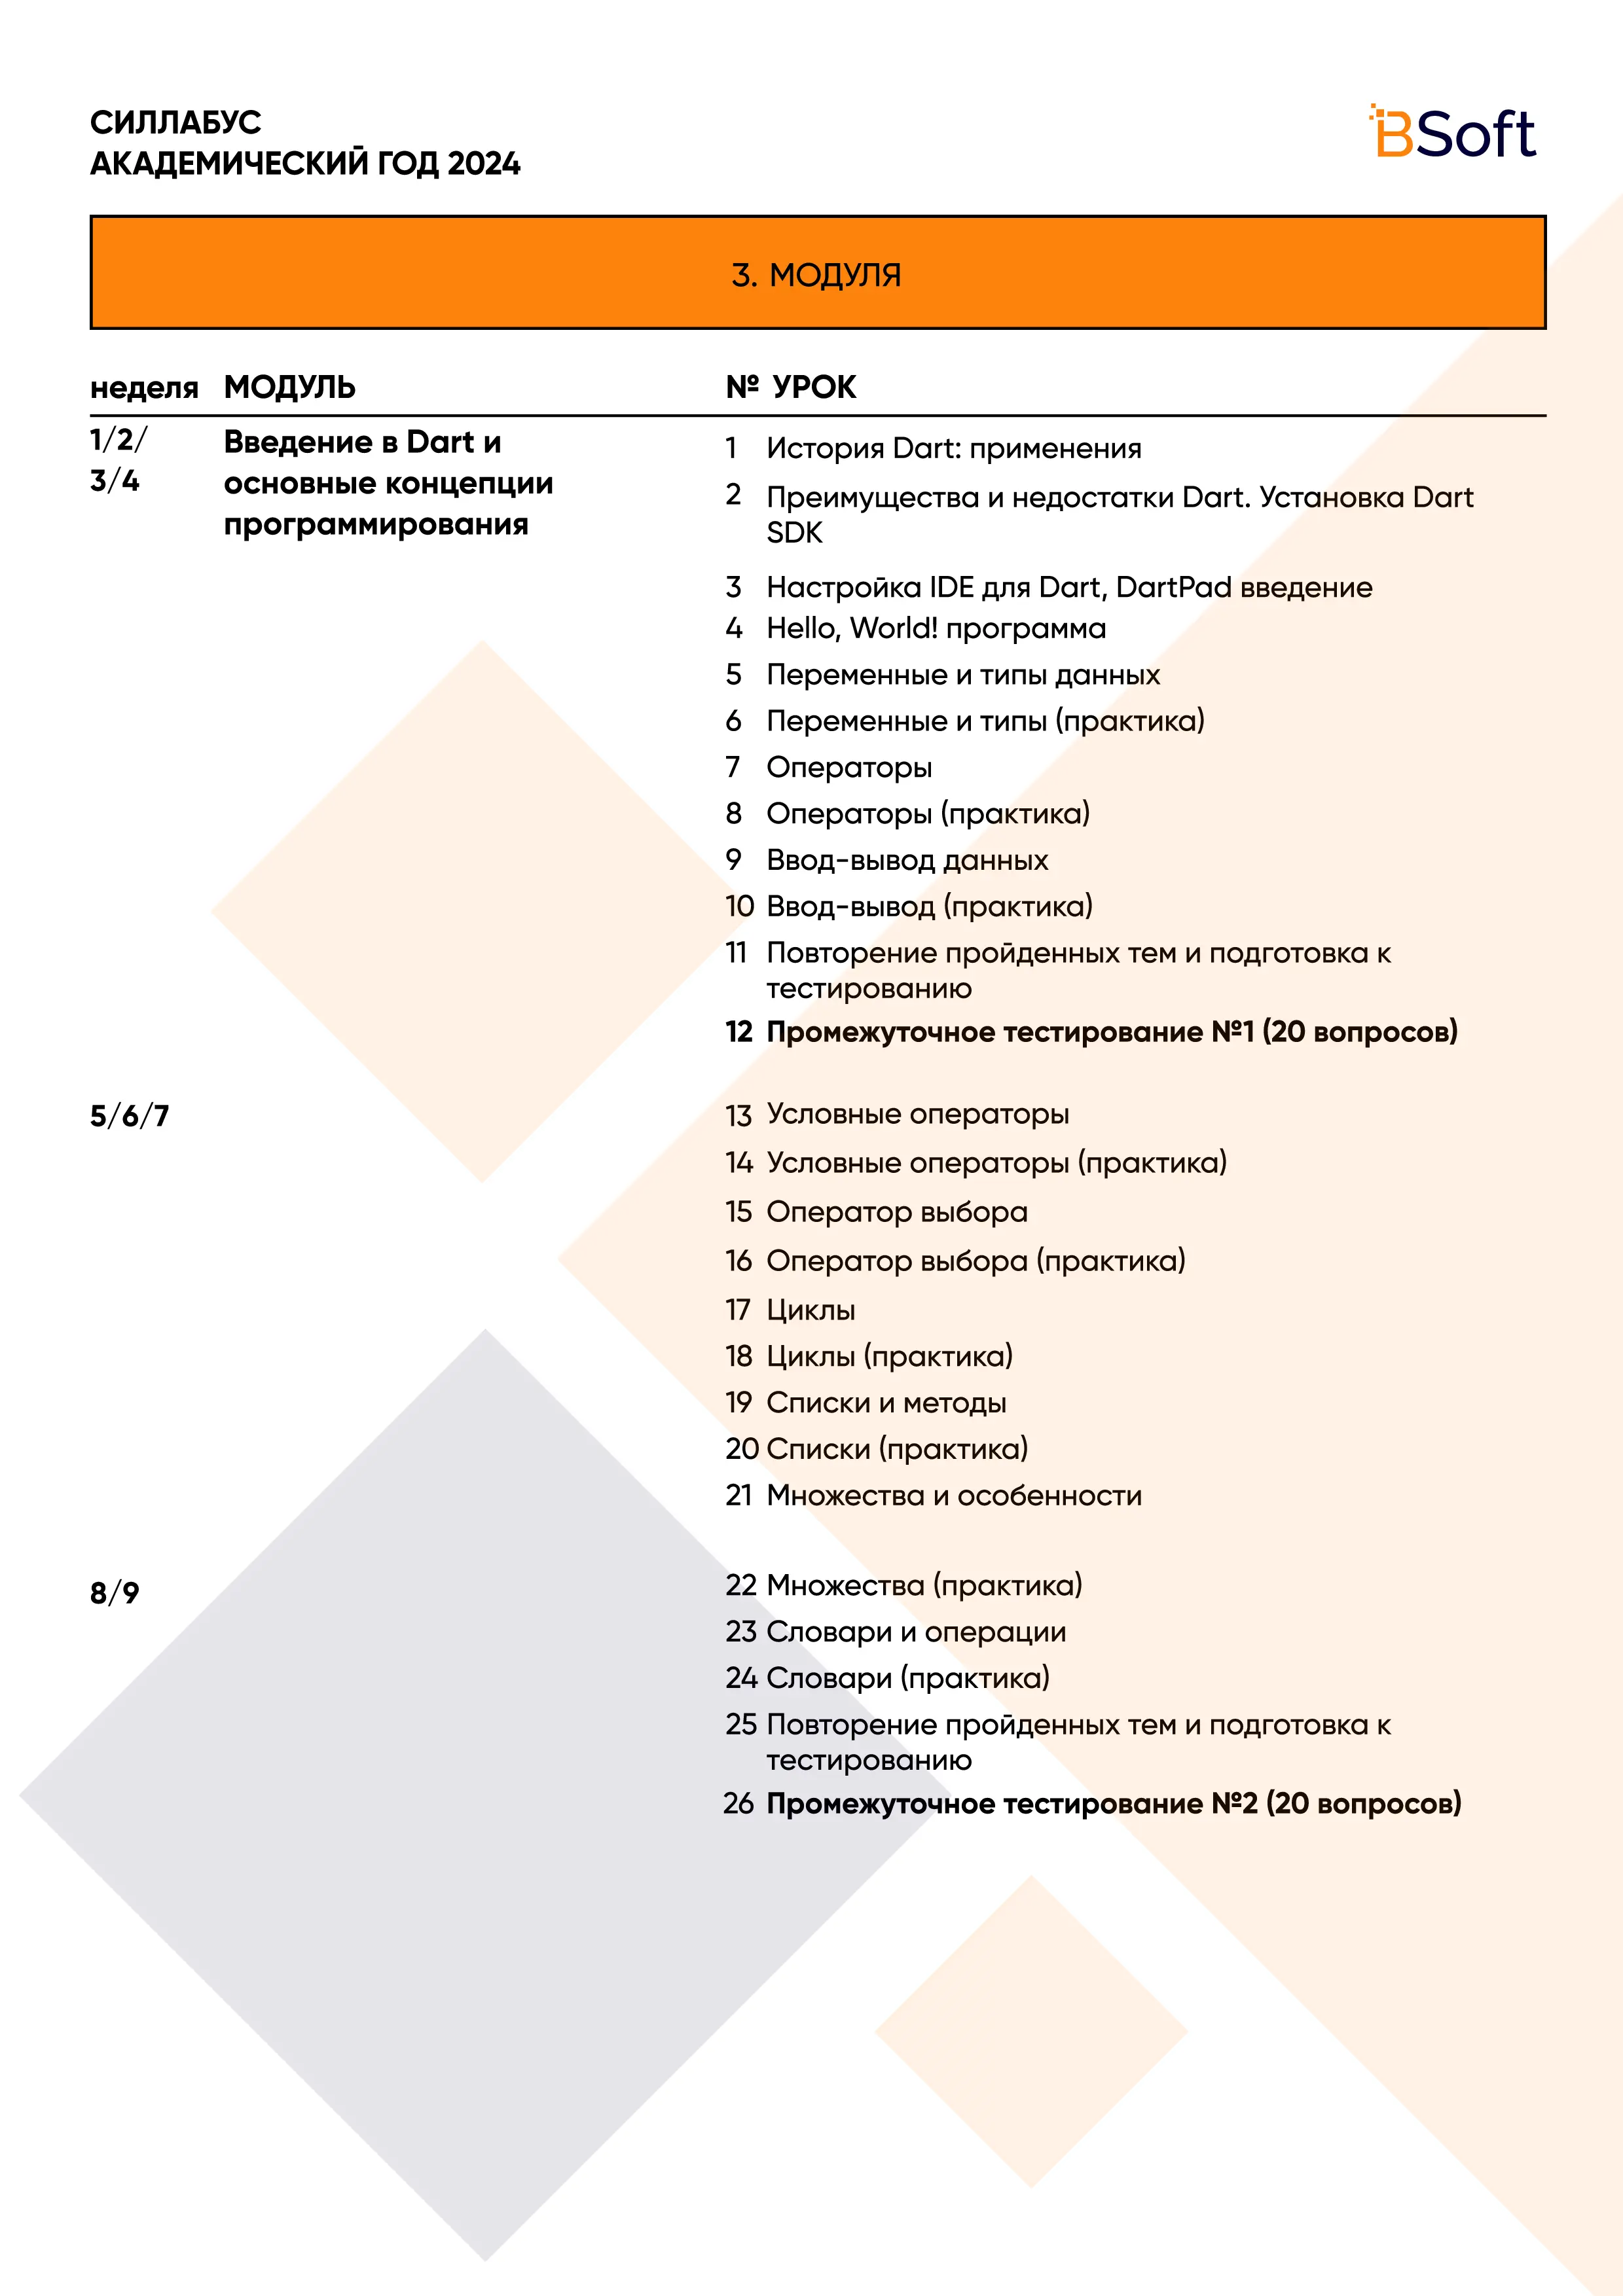 СИЛЛАБУС
АКАДЕМИЧЕСКИЙ ГОД 2024
BSoft
3. МОДУЛЯ
неделя МОДУЛЬ № УРОК
1/2/
3/4
Введение в Dart и
основные концепции
программирования
1 История Dart: применения
2 Преимущества и недостатки Dart. Установка Dart
SDK
3 Настройка IDE для Dart, DartPad введение
4 Hello, World! программа
5 Переменные и типы данных
6 Переменные и типы (практика)
7 Операторы
8 Операторы (практика)
9 Ввод-вывод данных
10 Ввод-вывод (практика)
11 Повторение пройденных тем и подготовка к
тестированию
12 Промежуточное тестирование №1 (20 вопросов)
5/6/7
13 Условные операторы
14 Условные операторы (практика)
15 Оператор выбора
16 Оператор выбора (практика)
17 Циклы
18 Циклы (практика)
19 Списки и методы
20 Списки (практика)
21 Множества и особенности
8/9
22 Множества (практика)
23 Словари и операции
24 Словари (практика)
25 Повторение пройденных тем и подготовка к
тестированию
26 Промежуточное тестирование №2 (20 вопросов)